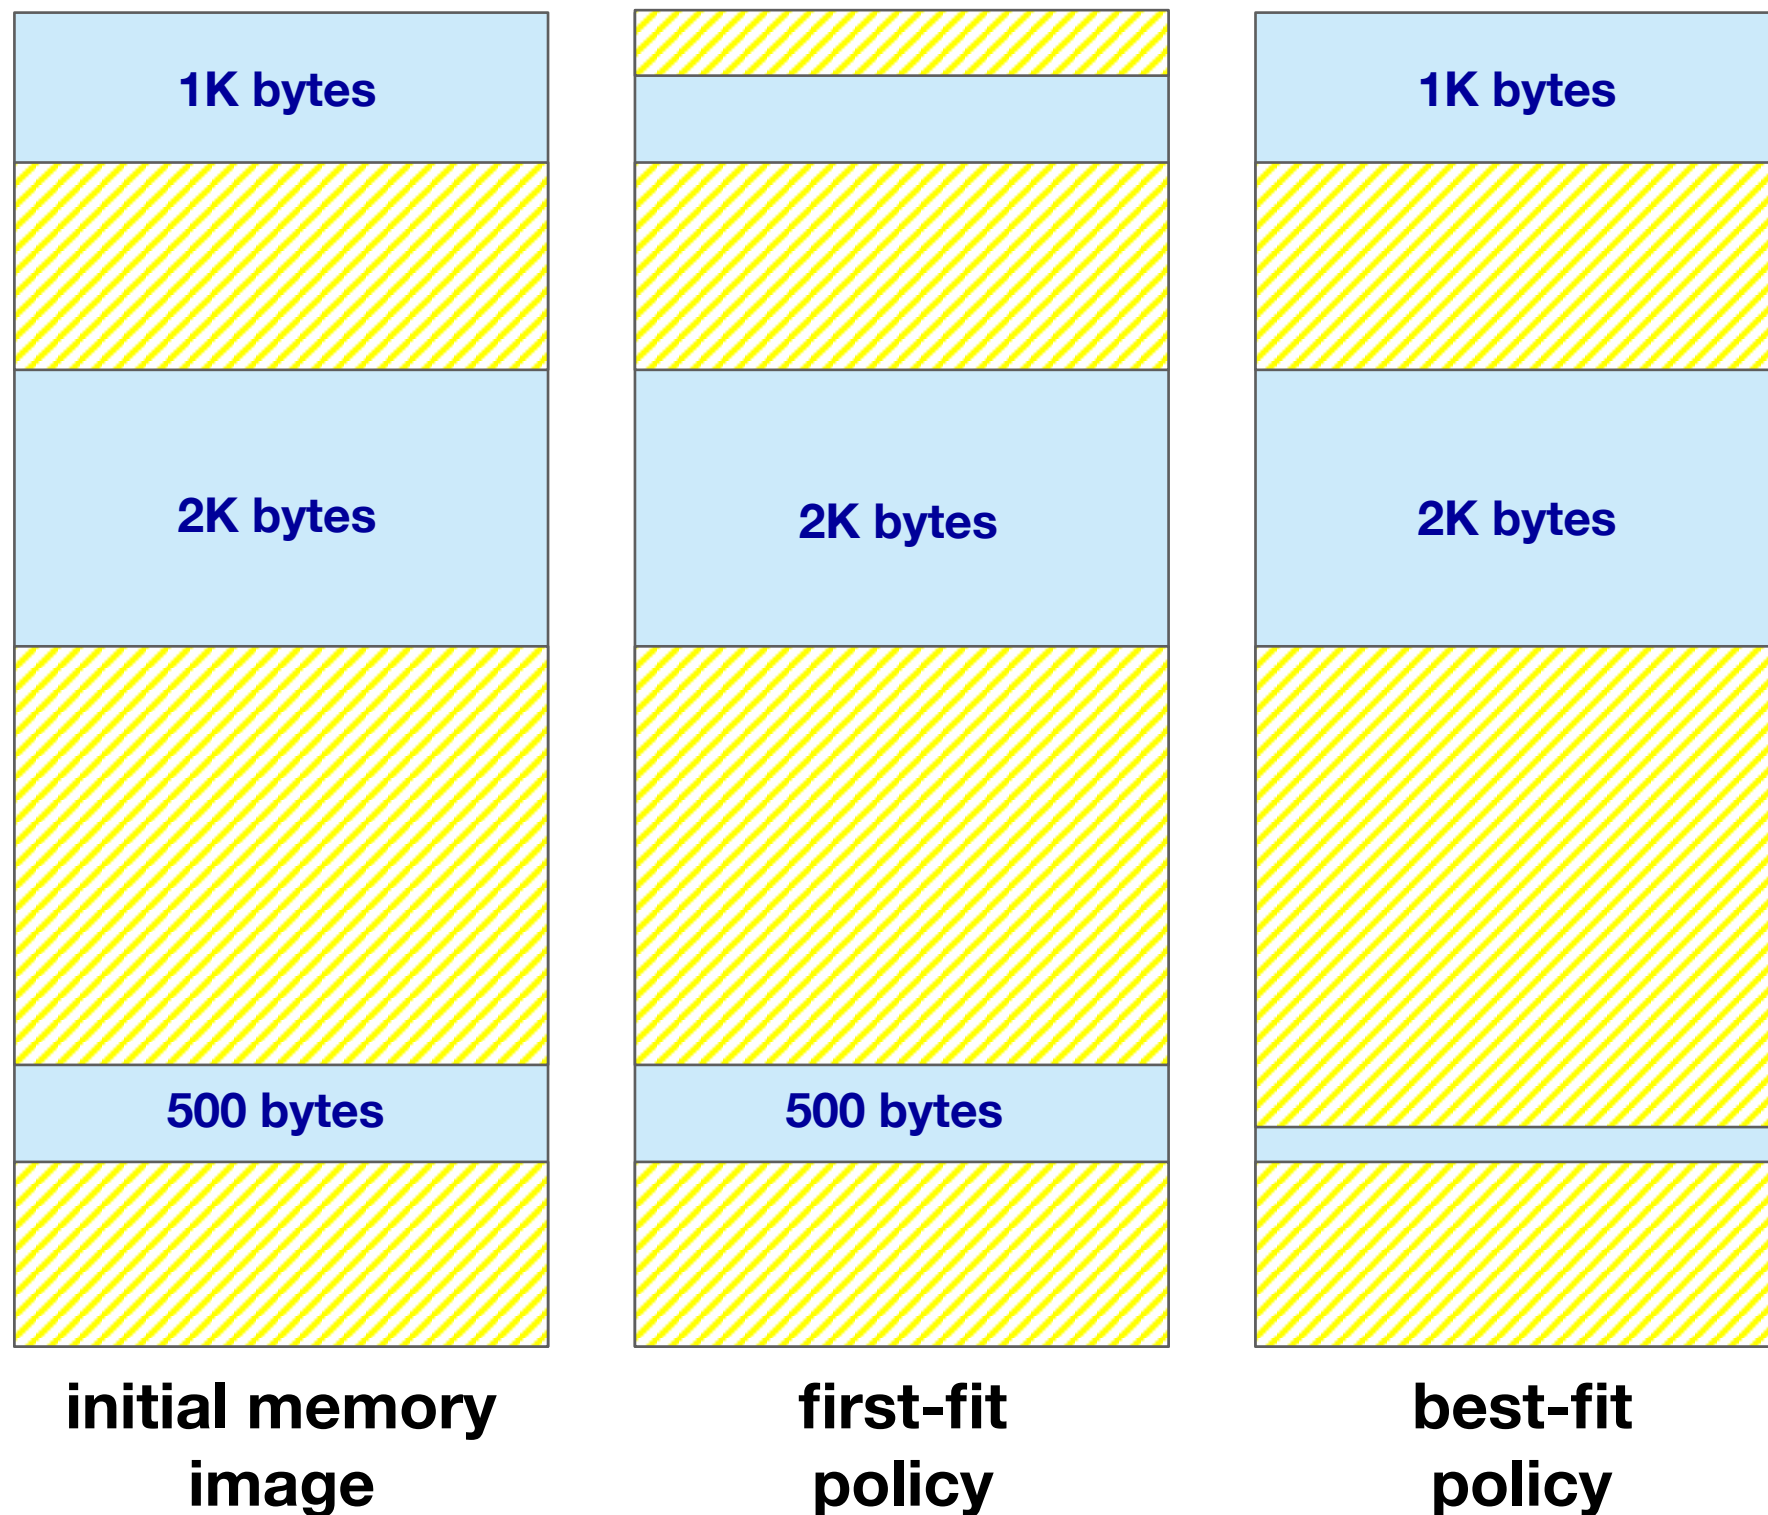 1K bytes
1K bytes
2K bytes
2K bytes
2K bytes
500 bytes
500 bytes
initial memory
image
first-fit
policy
best-fit
policy